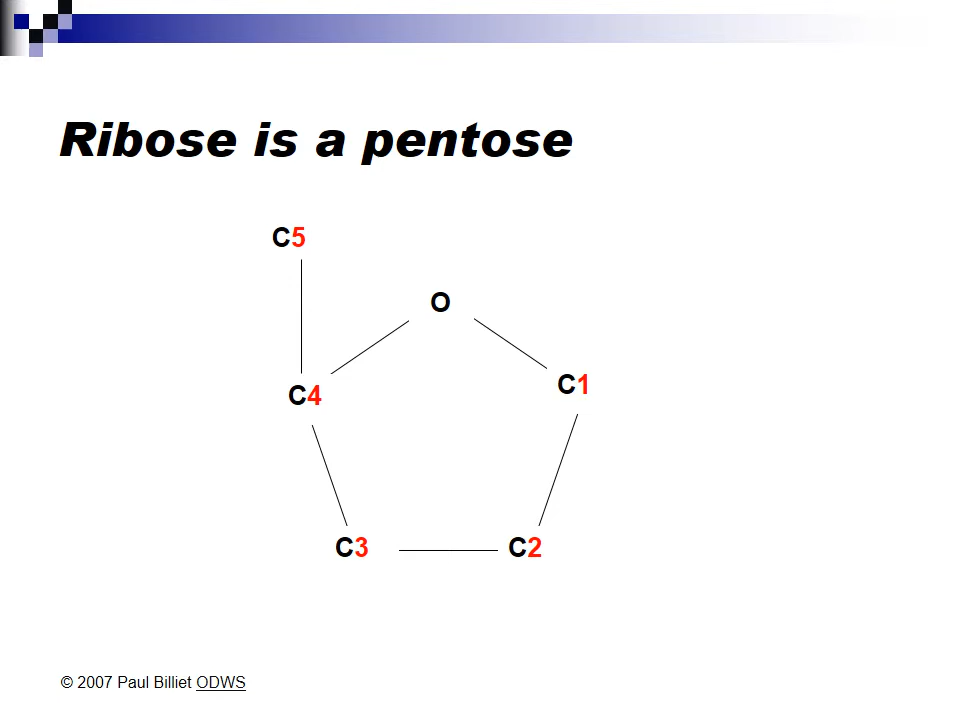 Ribose is a pentose
C5
O
C4
C1
C3
C2
© 2007 Paul Billiet ODWS